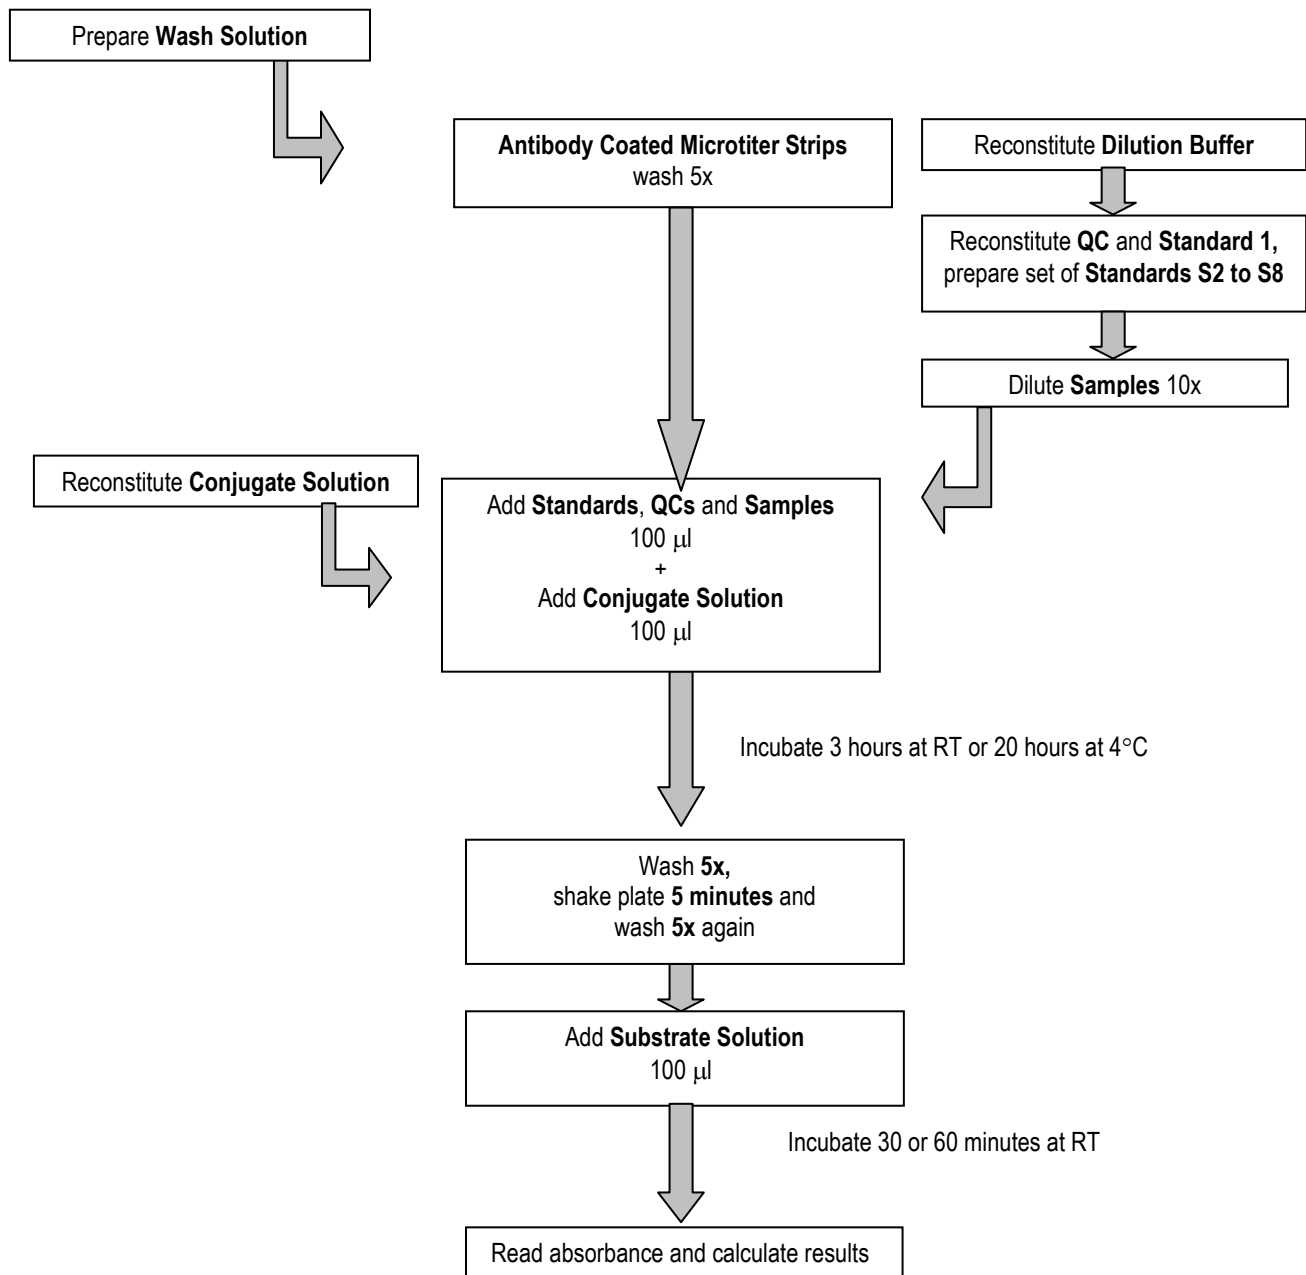 Prepare Wash Solution
Antibody Coated Microtiter Strips
wash 5x
Reconstitute Dilution Buffer
Reconstitute QC and Standard 1,
prepare set of Standards S2 to S8
Dilute Samples 10x
Reconstitute Conjugate Solution
Add Standards, QCs and Samples
100 μl
+
Add Conjugate Solution
100 μl
Incubate 3 hours at RT or 20 hours at 4°C
Wash 5x,
shake plate 5 minutes and
wash 5x again
Add Substrate Solution
100 μl
Incubate 30 or 60 minutes at RT
Read absorbance and calculate results